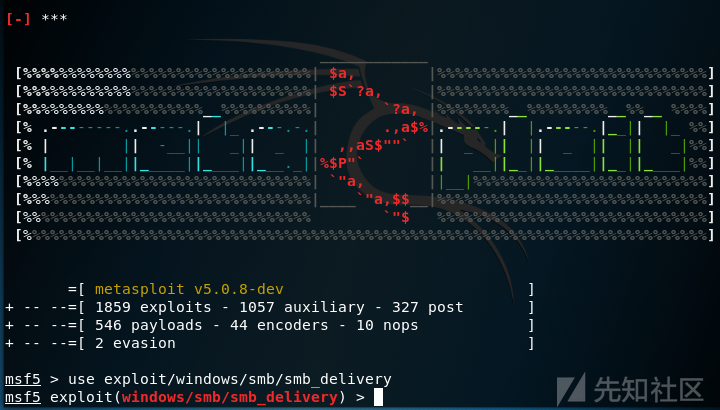 [-] ***
=[ metasploit v5.0.8-dev ]
+ -- --=[ 1859 exploits - 1057 auxiliary - 327 post ]
+ -- --=[ 546 payloads - 44 encoders - 10 nops ]
+ -- --=[ 2 evasion ]
msf5 > use exploit/windows/smb/smb_delivery
msf5 exploit(windows/smb/smb_delivery) >
先知社区